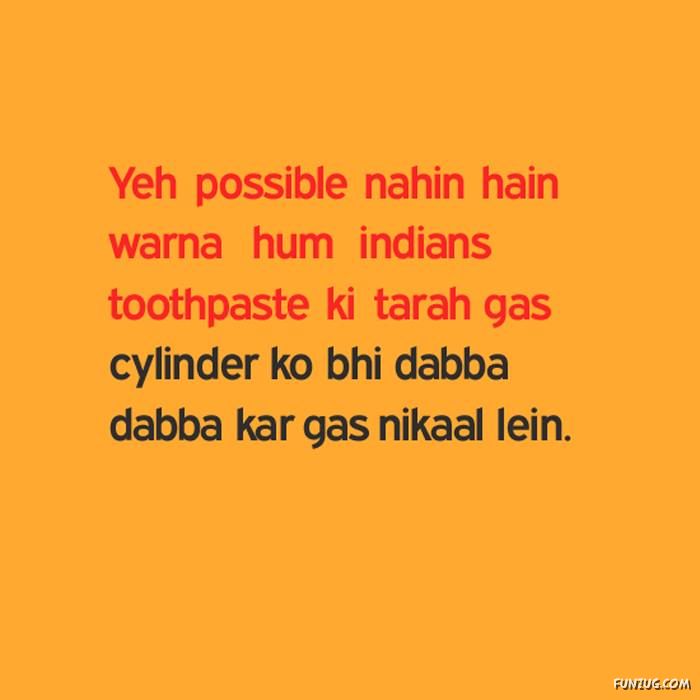 Yeh possible nahin hain
warna hum indians
toothpaste ki tarah gas
cylinder ko bhi dabba
dabba kar gas nikaal lein.
FUNZUG.COM